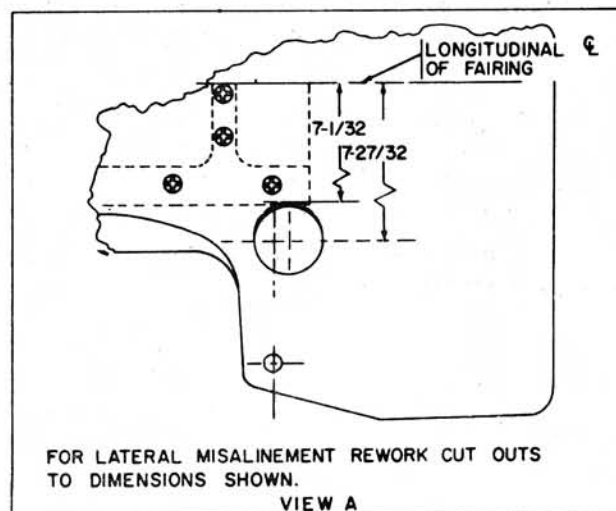 LONGITUDINAL ℄
OF FAIRING
7-1/32
7-27/32
FOR LATERAL MISALINEMENT REWORK CUT OUTS
TO DIMENSIONS SHOWN.
VIEW A